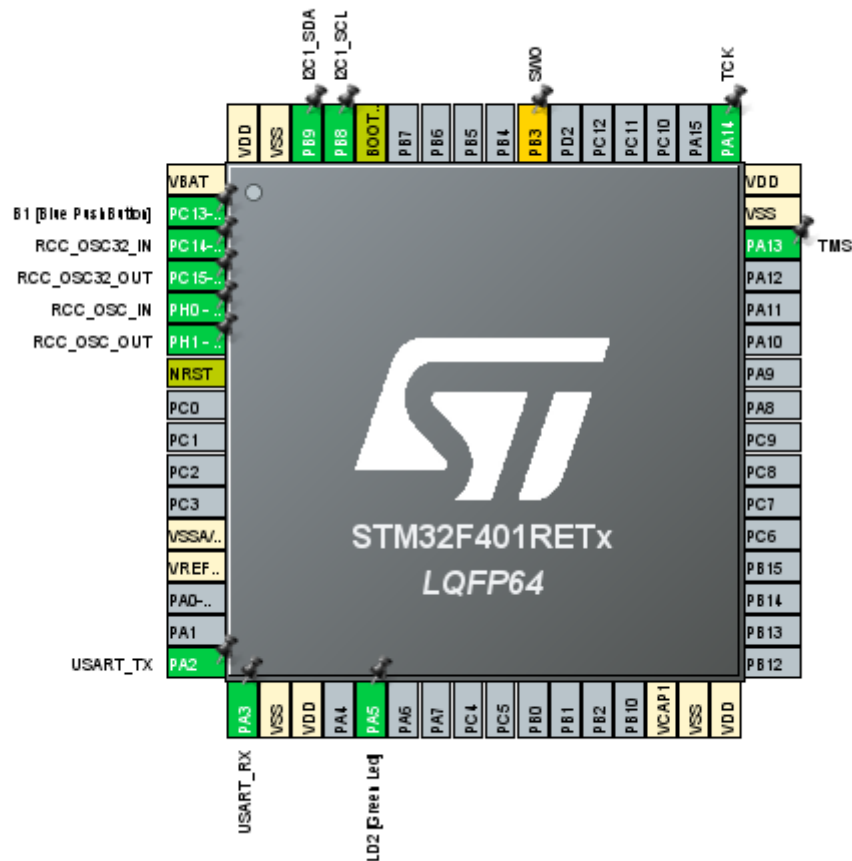 I2C1_SDA
I2C1_SCL
SWO
TCK
VDD
VSS
PB9
PB8
BOOT..
PB7
PB6
PB5
PB4
PB3
PD2
PC12
PC11
PC10
PA15
PA14
VBAT
B1 [Blue PushButton]
PC13-..
RCC_OSC32_IN
PC14-..
RCC_OSC32_OUT
PC15-..
RCC_OSC_IN
PH0 - ..
RCC_OSC_OUT
PH1 - ..
NRST
PC0
PC1
PC2
PC3
VSSA/..
VREF..
PA0-..
PA1
USART_TX
PA2
STM32F401RETx
LQFP64
VDD
VSS
PA13
TMS
PA12
PA11
PA10
PA9
PA8
PC9
PC8
PC7
PC6
PB15
PB14
PB13
PB12
PA3
VSS
VDD
PA4
PA5
PA6
PA7
PC4
PC5
PB0
PB1
PB2
PB10
VCAP1
VSS
VDD
USART_RX
LD2 [Green Led]